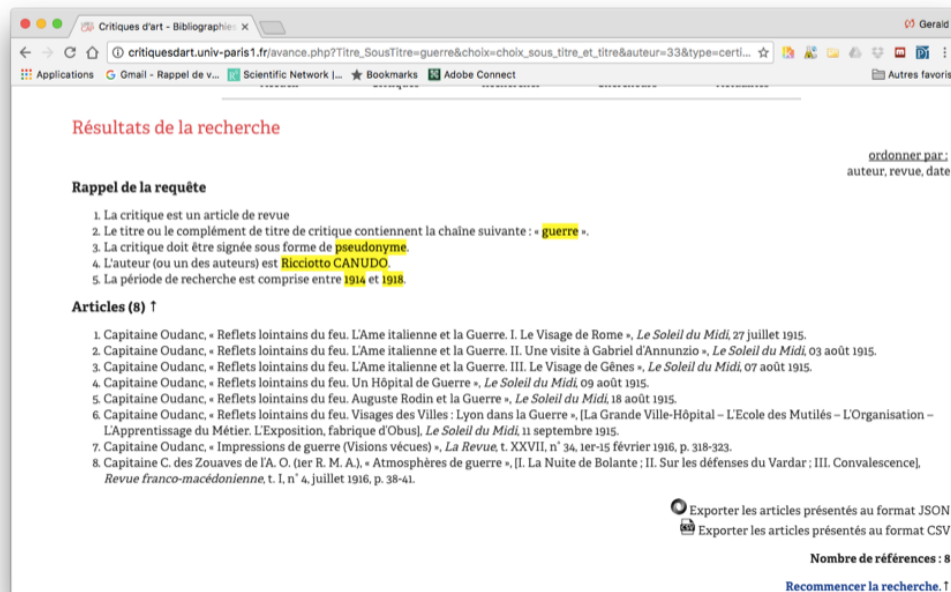 Critiques d'art - Bibliographies
Gerald
critiquesdart.univ-paris1.fr/avance.php?Titre_SousTitre=guerre&choix=choix_sous_titre_et_titre&auteur=33&type=certi...
Applications Gmail - Rappel de v... Scientific Network |... Bookmarks Adobe Connect Autres favoris
Résultats de la recherche
ordonner par :
auteur, revue, date
Rappel de la requête
1. La critique est un article de revue
2. Le titre ou le complément de titre de critique contiennent la chaîne suivante : « guerre ».
3. La critique doit être signée sous forme de pseudonyme.
4. L'auteur (ou un des auteurs) est Ricciotto CANUDO.
5. La période de recherche est comprise entre 1914 et 1918.
Articles (8) ↑
1. Capitaine Oudanc, « Reflets lointains du feu. L'Ame italienne et la Guerre. I. Le Visage de Rome », Le Soleil du Midi, 27 juillet 1915.
2. Capitaine Oudanc, « Reflets lointains du feu. L'Ame italienne et la Guerre. II. Une visite à Gabriel d'Annunzio », Le Soleil du Midi, 03 août 1915.
3. Capitaine Oudanc, « Reflets lointains du feu. L'Ame italienne et la Guerre. III. Le Visage de Gênes », Le Soleil du Midi, 07 août 1915.
4. Capitaine Oudanc, « Reflets lointains du feu. Un Hôpital de Guerre », Le Soleil du Midi, 09 août 1915.
5. Capitaine Oudanc, « Reflets lointains du feu. Auguste Rodin et la Guerre », Le Soleil du Midi, 18 août 1915.
6. Capitaine Oudanc, « Reflets lointains du feu. Visages des Villes : Lyon dans la Guerre », [La Grande Ville-Hôpital – L'Ecole des Mutilés – L'Organisation –
L'Apprentissage du Métier. L'Exposition, fabrique d'Obus], Le Soleil du Midi, 11 septembre 1915.
7. Capitaine Oudanc, « Impressions de guerre (Visions vécues) », La Revue, t. XXVII, n° 34, 1er-15 février 1916, p. 318-323.
8. Capitaine C. des Zouaves de l'A. O. (1er R. M. A.), « Atmosphères de guerre », [I. La Nuite de Bolante ; II. Sur les défenses du Vardar ; III. Convalescence],
Revue franco-macédonienne, t. I, n° 4, juillet 1916, p. 38-41.
Exporter les articles présentés au format JSON
CSV Exporter les articles présentés au format CSV
Nombre de références : 8
Recommencer la recherche. ↑